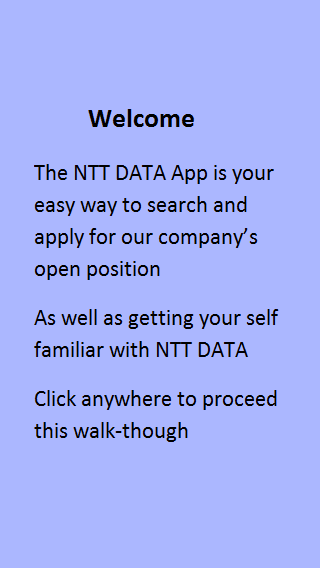 Welcome
The NTT DATA App is your
easy way to search and
apply for our company’s
open position
As well as getting your self
familiar with NTT DATA
Click anywhere to proceed
this walk-though